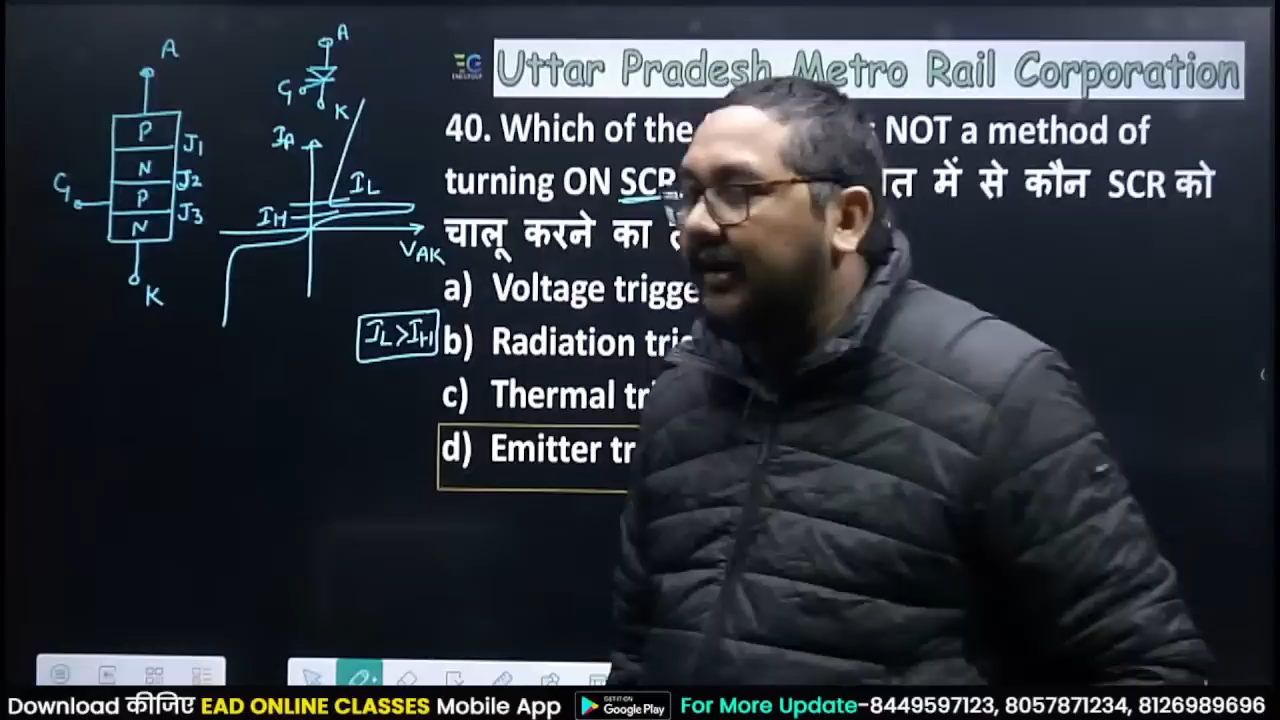 Uttar Pradesh Metro Rail Corporation
40. Which of the NOT a method of
turning ON SCR में से कौन SCR को
चालू करने का
a) Voltage trigge
b) Radiation tri
c) Thermal tri
d) Emitter tr
A
G
P
N
P
N
J1
J2
J3
K
A
G
K
IA
IL
IH
VAK
IL>IH
Download कीजिए EAD ONLINE CLASSES Mobile App GET IT ON Google Play For More Update-8449597123, 8057871234, 8126989696